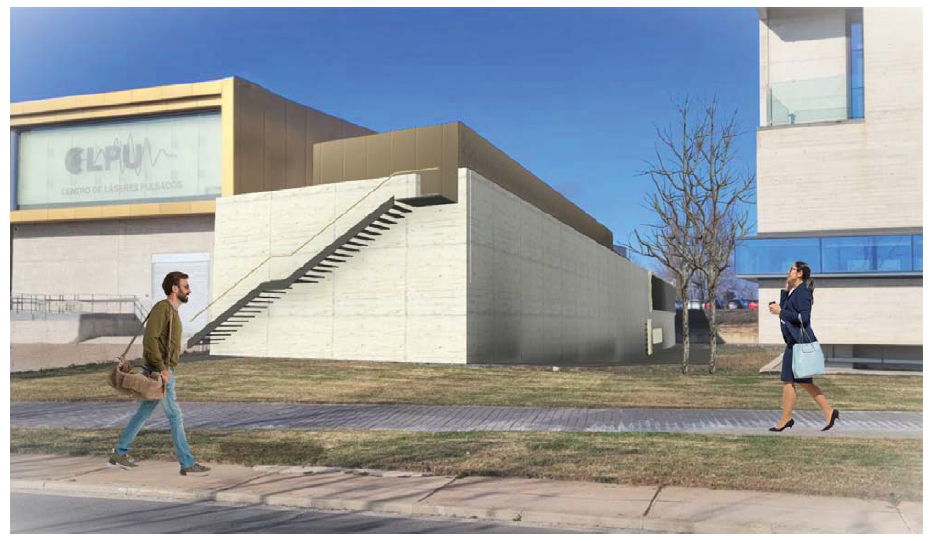 CLPU
CENTRO DE LÁSERES PULSADOS